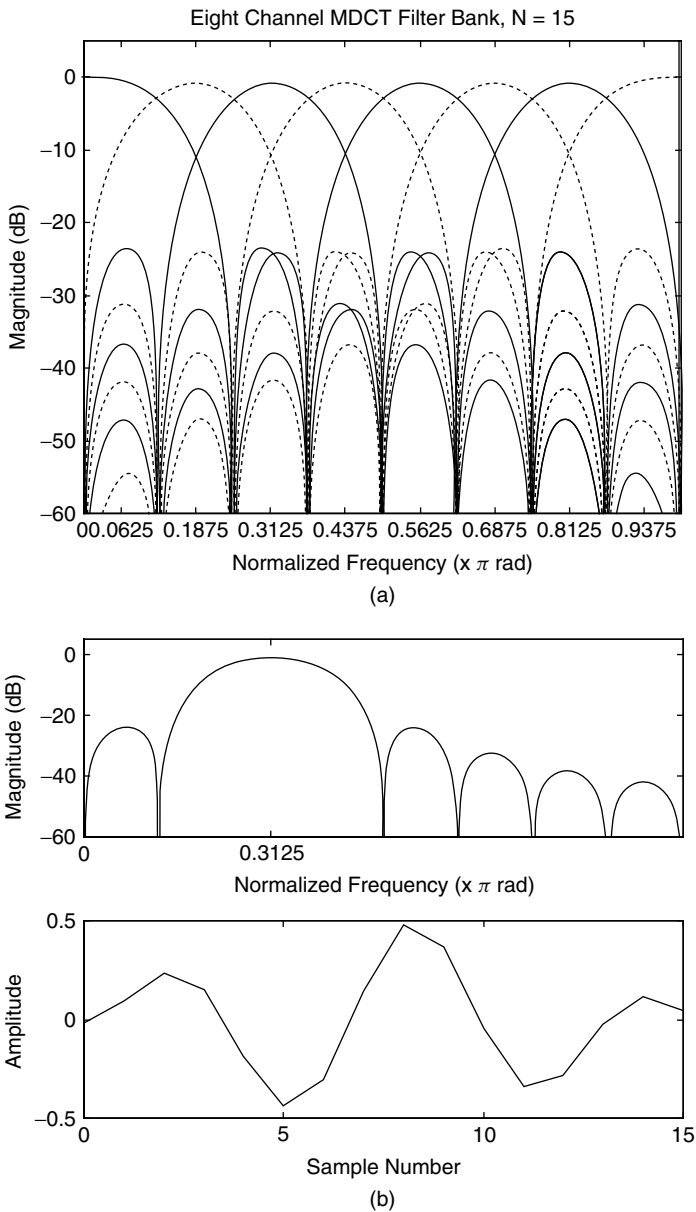 Eight Channel MDCT Filter Bank, N = 15
0
−10
−20
−30
−40
−50
−60
Magnitude (dB)
00.0625 0.1875 0.3125 0.4375 0.5625 0.6875 0.8125 0.9375
Normalized Frequency (x π rad)
(a)
0
−20
−40
−60
Magnitude (dB)
0 0.3125
Normalized Frequency (x π rad)
0.5
0
−0.5
Amplitude
0 5 10 15
Sample Number
(b)